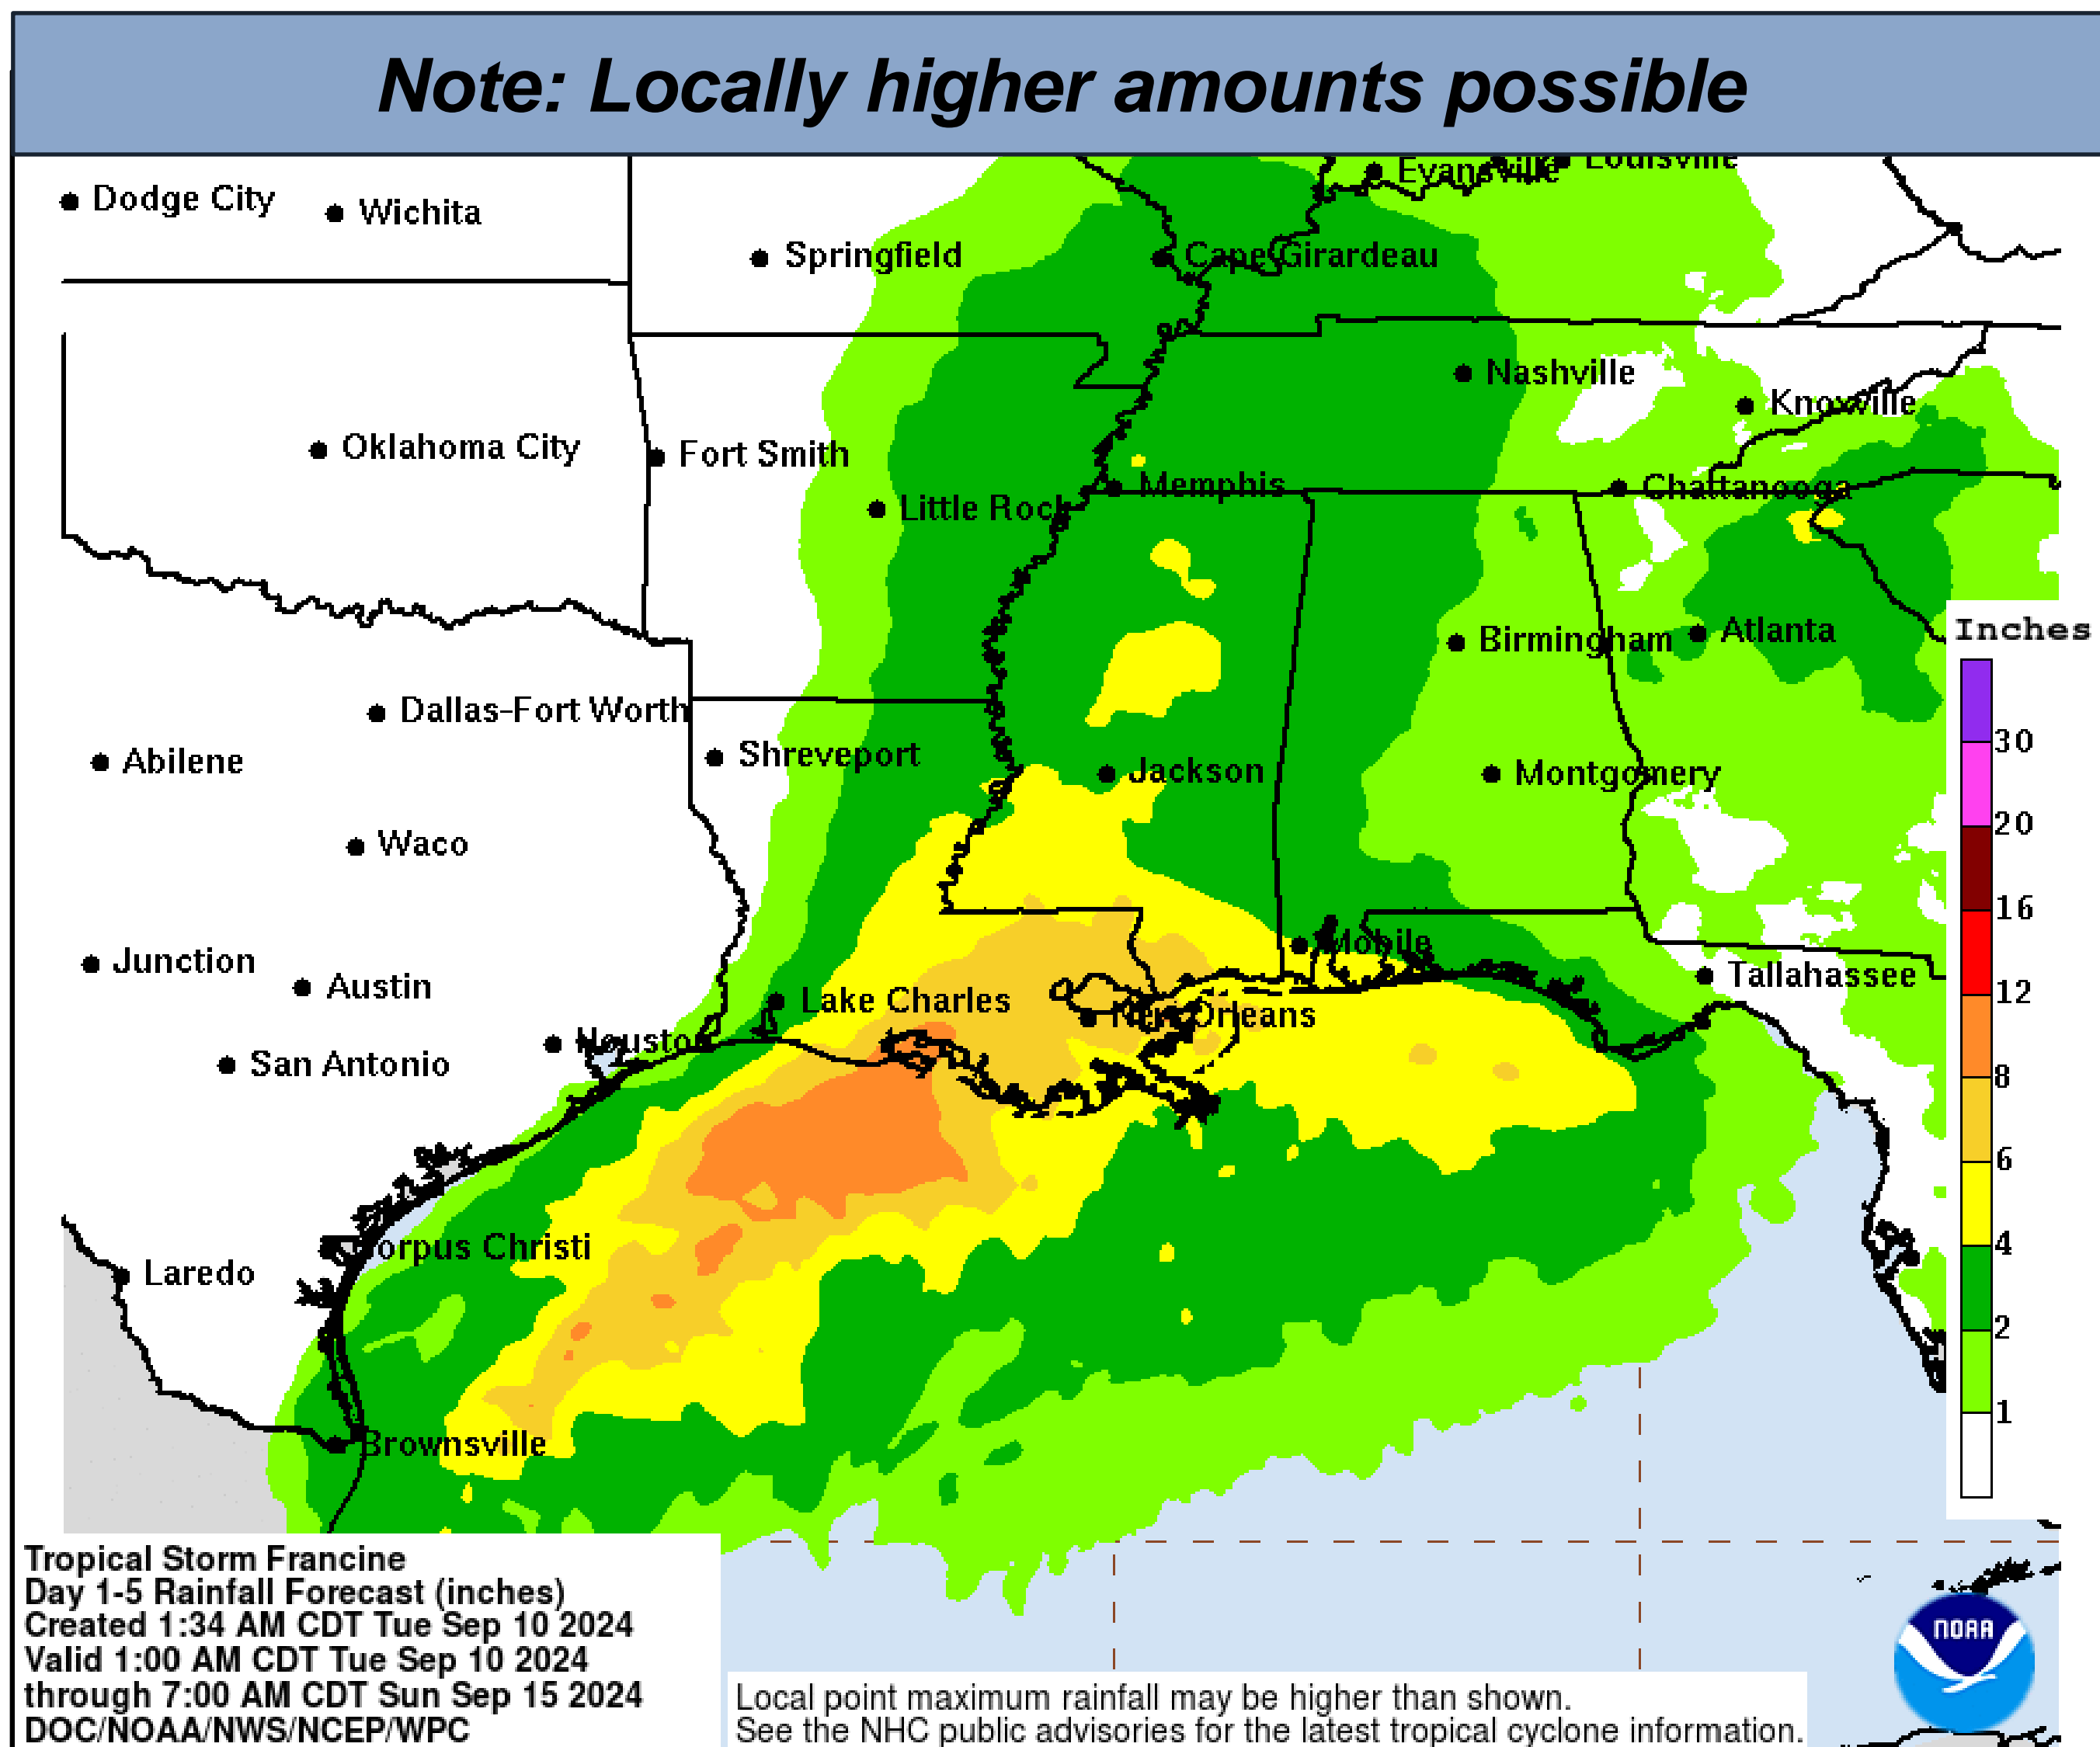 Note: Locally higher amounts possible
Evansville
Louisville
Dodge City
Wichita
Springfield
Cape Girardeau
Nashville
Knoxville
Oklahoma City
Fort Smith
Memphis
Chattanooga
Little Rock
Birmingham
Atlanta
Inches
Dallas-Fort Worth
Shreveport
Abilene
Jackson
Montgomery
30
20
Waco
16
Junction
Austin
Mobile
Tallahassee
Lake Charles
New Orleans
12
Houston
San Antonio
8
6
Corpus Christi
4
Laredo
2
1
Brownsville
Tropical Storm Francine
Day 1-5 Rainfall Forecast (inches)
Created 1:34 AM CDT Tue Sep 10 2024
Valid 1:00 AM CDT Tue Sep 10 2024
through 7:00 AM CDT Sun Sep 15 2024
DOC/NOAA/NWS/NCEP/WPC
NOAA
Local point maximum rainfall may be higher than shown.
See the NHC public advisories for the latest tropical cyclone information.